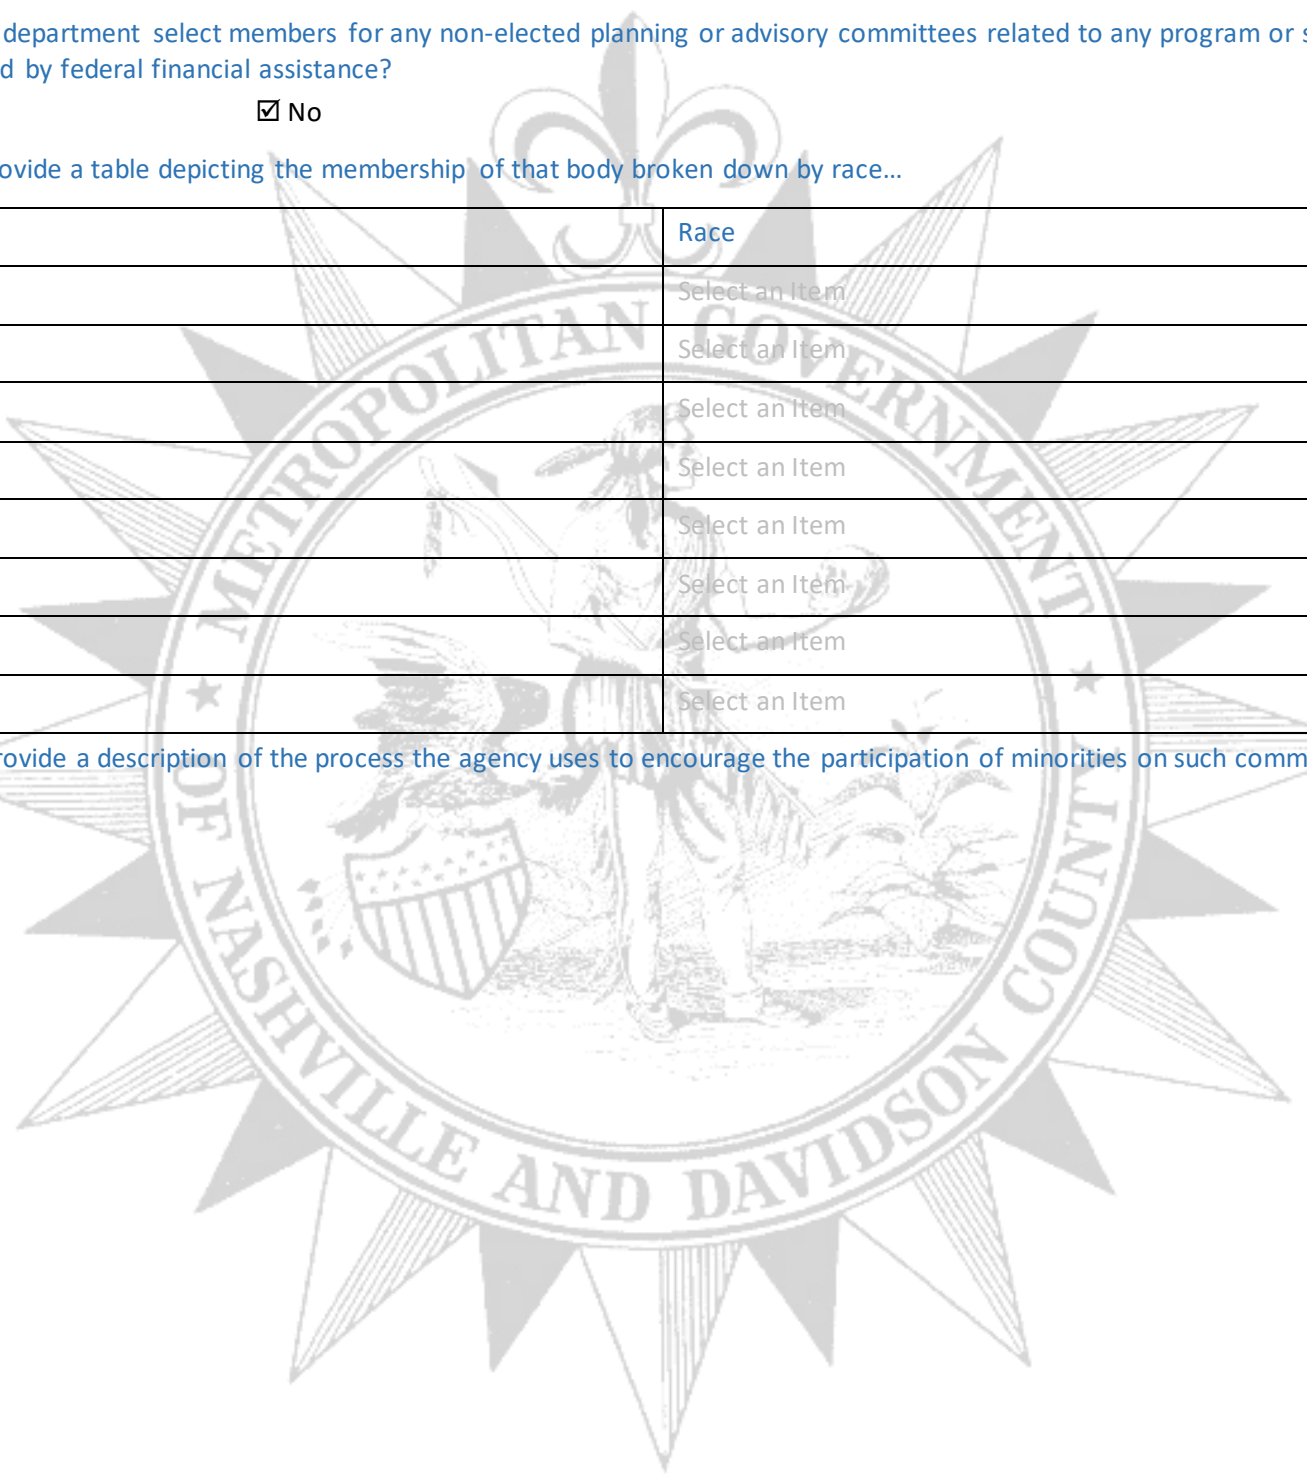 department select members for any non-elected planning or advisory committees related to any program or s
d by federal financial assistance?
☑ No
ovide a table depicting the membership of that body broken down by race...
Race
Select an Item
Select an Item
Select an Item
Select an Item
Select an Item
Select an Item
Select an Item
Select an Item
rovide a description of the process the agency uses to encourage the participation of minorities on such comm
METROPOLITAN GOVERNMENT
OF NASHVILLE AND DAVIDSON COUNTY